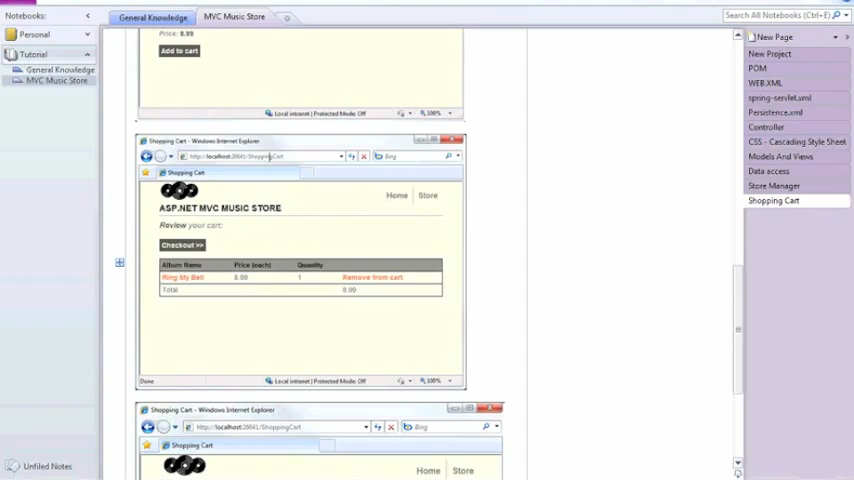 Notebooks:
General Knowledge
MVC Music Store
Search All Notebooks (Ctrl+E)
Personal
Tutorial
General Knowledge
MVC Music Store
Unfiled Notes
Price: 8.99
Add to cart
Local intranet | Protected Mode: Off
100%
Shopping Cart - Windows Internet Explorer
http://localhost:26641/ShoppingCart
Bing
Shopping Cart
Home
Store
ASP.NET MVC MUSIC STORE
Review your cart:
Checkout >>
Album Name Price (each) Quantity
Ring My Bell 8.99 1 Remove from cart
Total 8.99
Done
Local intranet | Protected Mode: Off
100%
Shopping Cart - Windows Internet Explorer
http://localhost:26641/ShoppingCart
Bing
Shopping Cart
Home
Store
New Page
New Project
POM
WEB.XML
spring-servlet.xml
Persistence.xml
Controller
CSS - Cascading Style Sheet
Models And Views
Data access
Store Manager
Shopping Cart